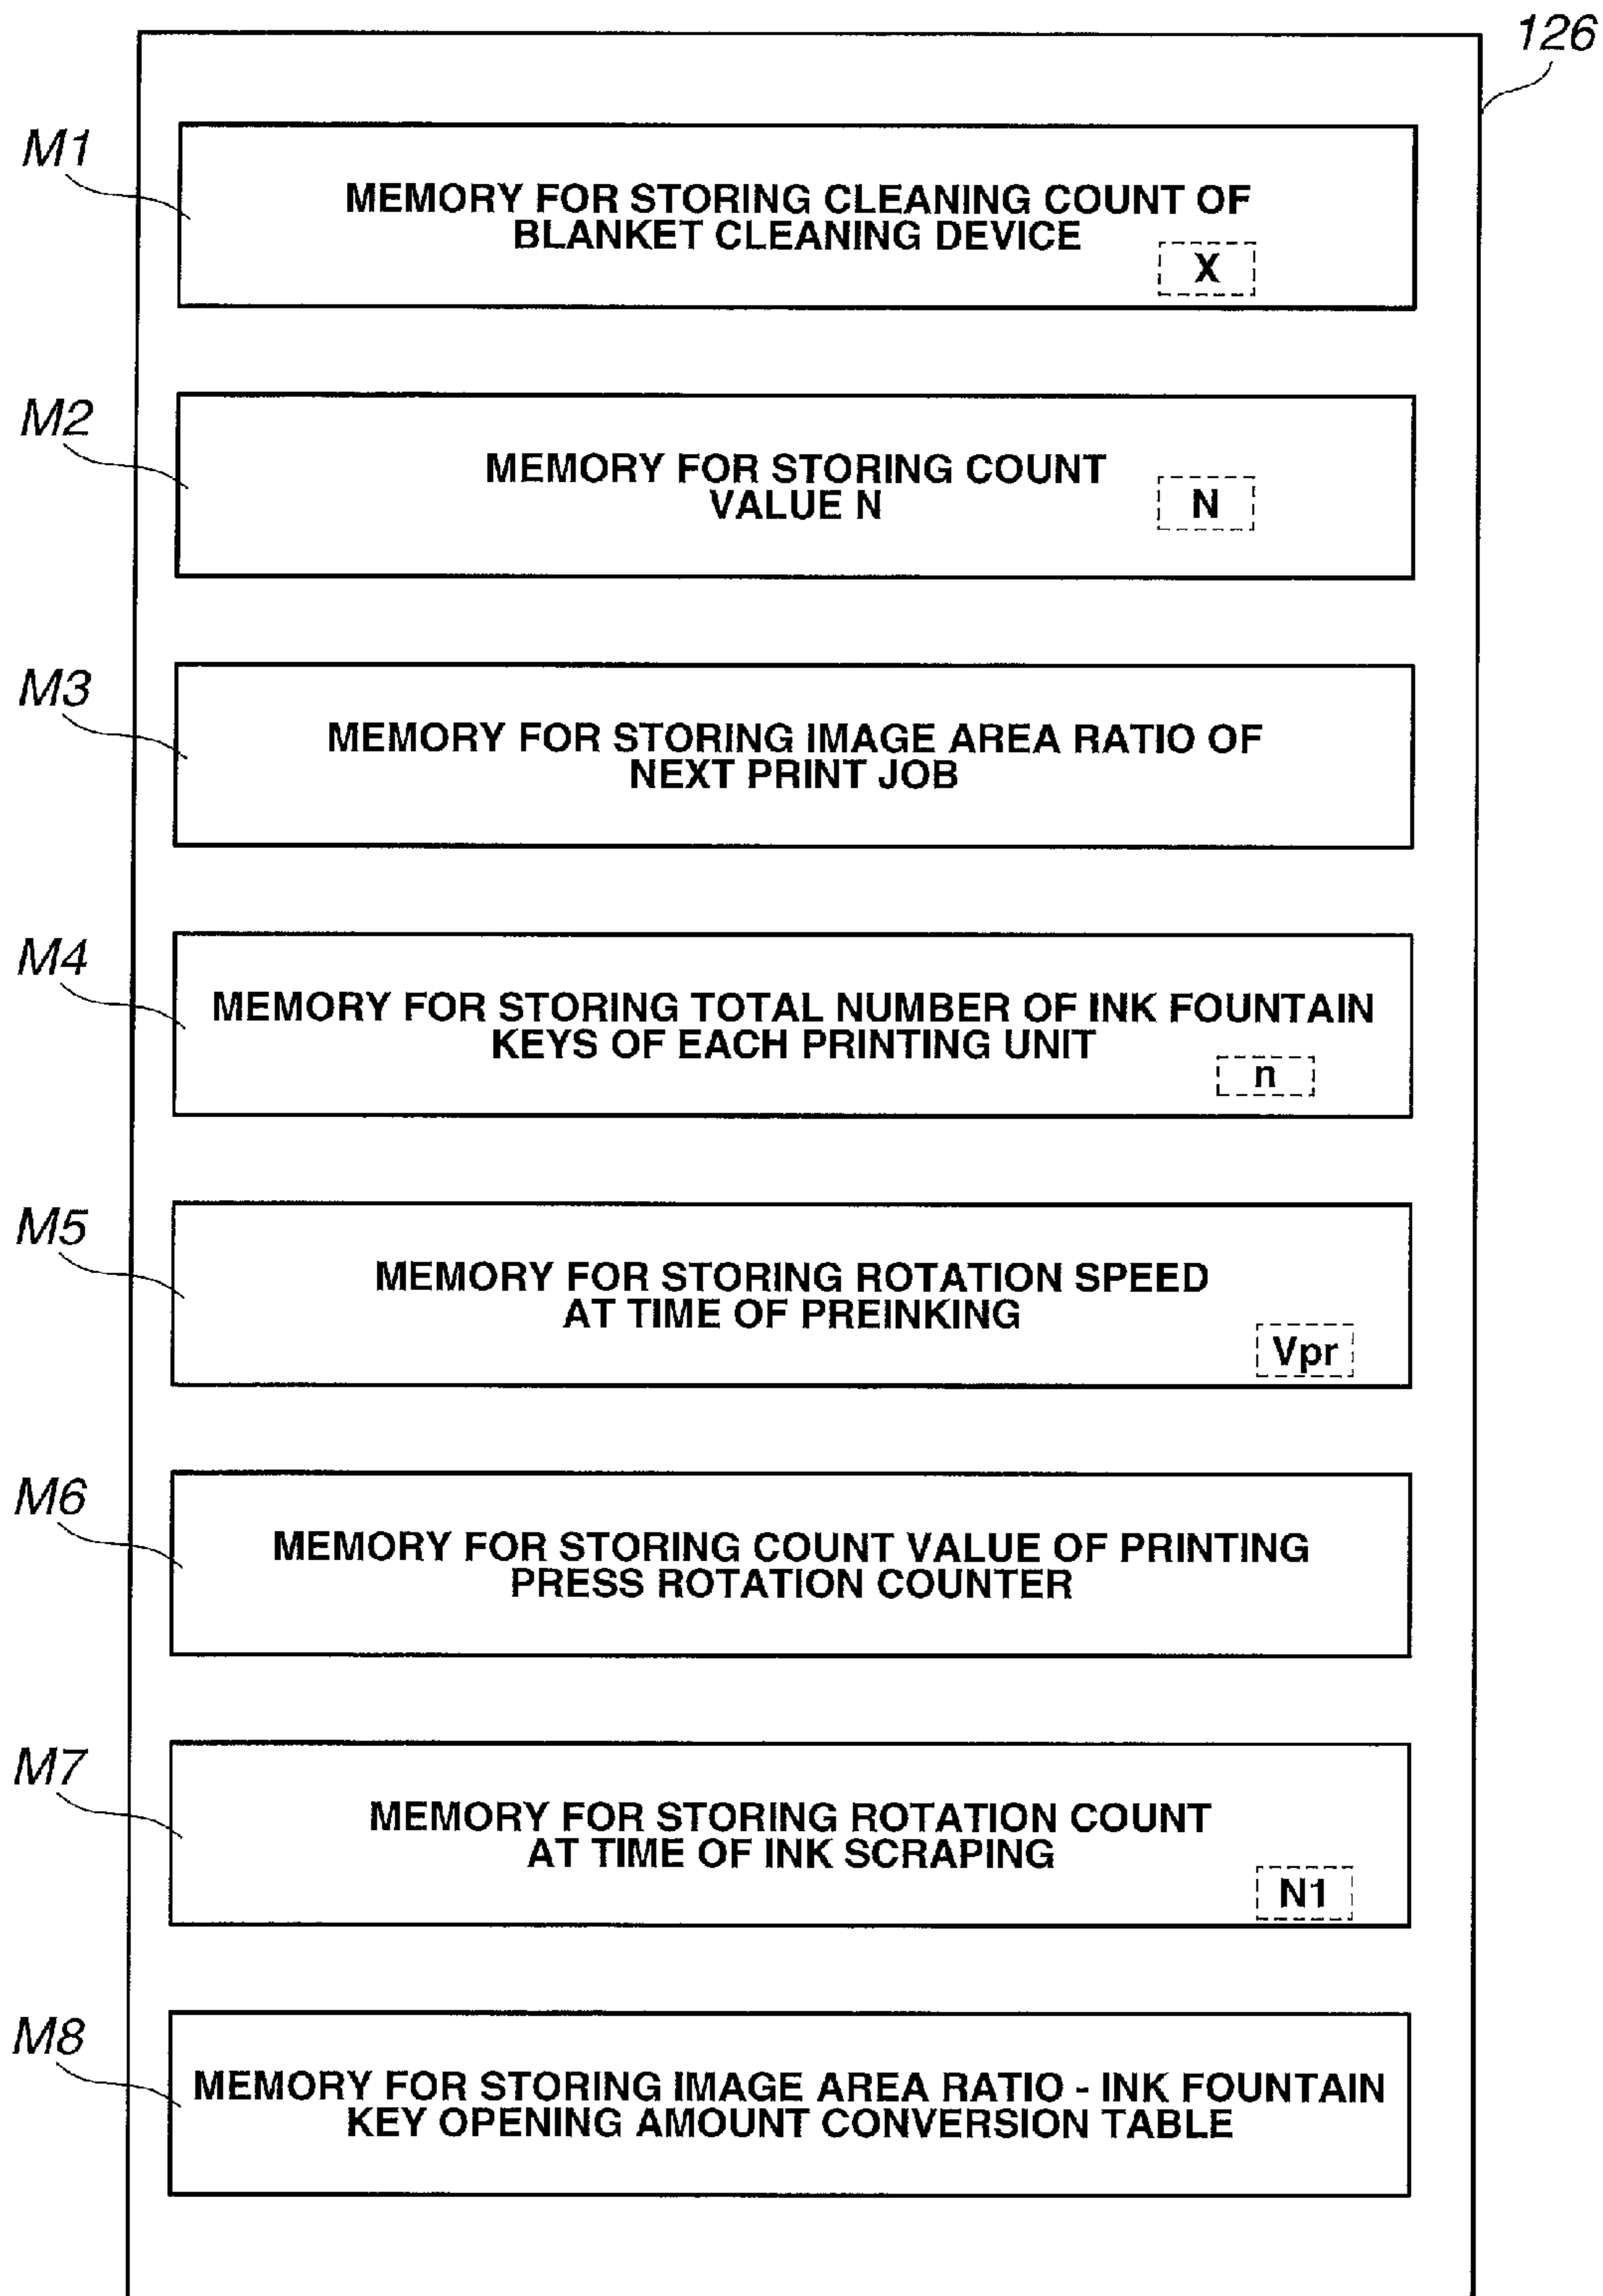 126
M1
MEMORY FOR STORING CLEANING COUNT OF
BLANKET CLEANING DEVICE
X
M2
MEMORY FOR STORING COUNT
VALUE N
N
M3
MEMORY FOR STORING IMAGE AREA RATIO OF
NEXT PRINT JOB
M4
MEMORY FOR STORING TOTAL NUMBER OF INK FOUNTAIN
KEYS OF EACH PRINTING UNIT
n
M5
MEMORY FOR STORING ROTATION SPEED
AT TIME OF PREINKING
Vpr
M6
MEMORY FOR STORING COUNT VALUE OF PRINTING
PRESS ROTATION COUNTER
M7
MEMORY FOR STORING ROTATION COUNT
AT TIME OF INK SCRAPING
N1
M8
MEMORY FOR STORING IMAGE AREA RATIO - INK FOUNTAIN
KEY OPENING AMOUNT CONVERSION TABLE